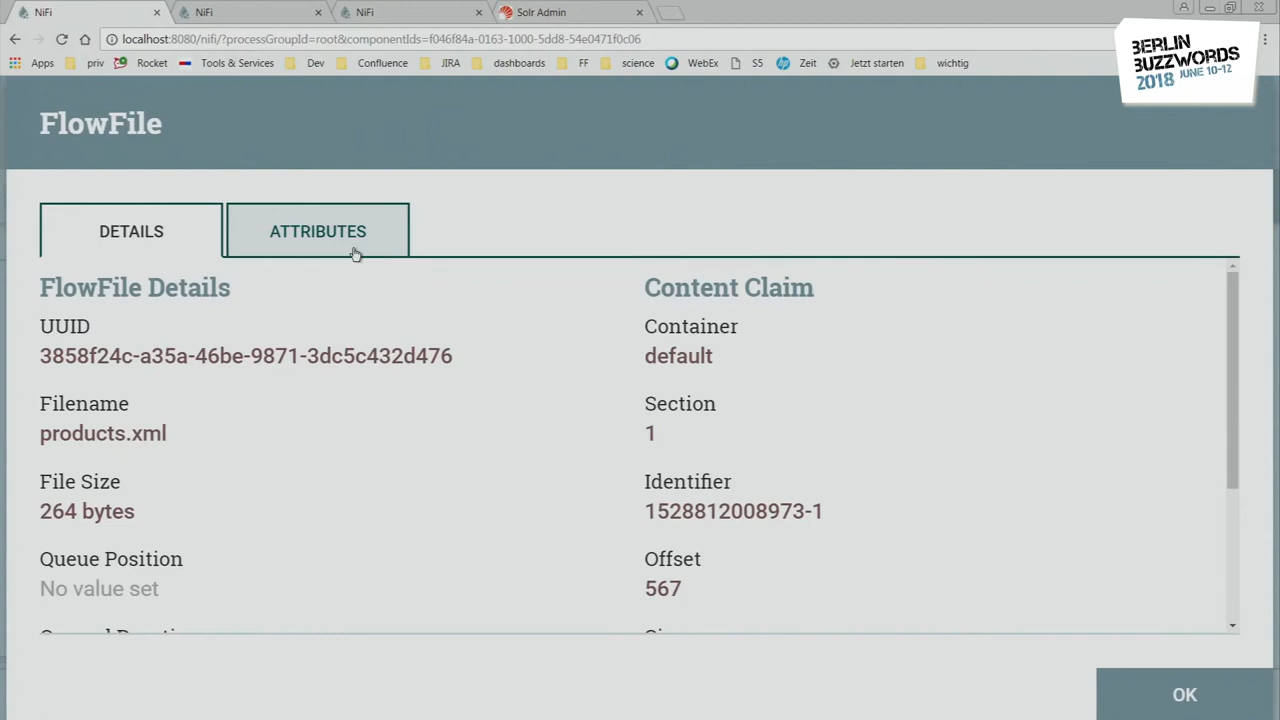 NiFi
NiFi
NiFi
Solr Admin
localhost:8080/nifi/?processGroupId=root&componentIds=f046f84a-0163-1000-5dd8-54e0471f0c06
Apps priv Rocket Tools & Services Dev Confluence JIRA dashbords FF science WebEx S5 Zeit Jetzt starten wichtig
BERLIN
BUZZWORDS
2018 JUNE 10-12
FlowFile
DETAILS
ATTRIBUTES
FlowFile Details
UUID
3858f24c-a35a-46be-9871-3dc5c432d476
Filename
products.xml
File Size
264 bytes
Queue Position
No value set
Content Claim
Container
default
Section
1
Identifier
1528812008973-1
Offset
567
OK